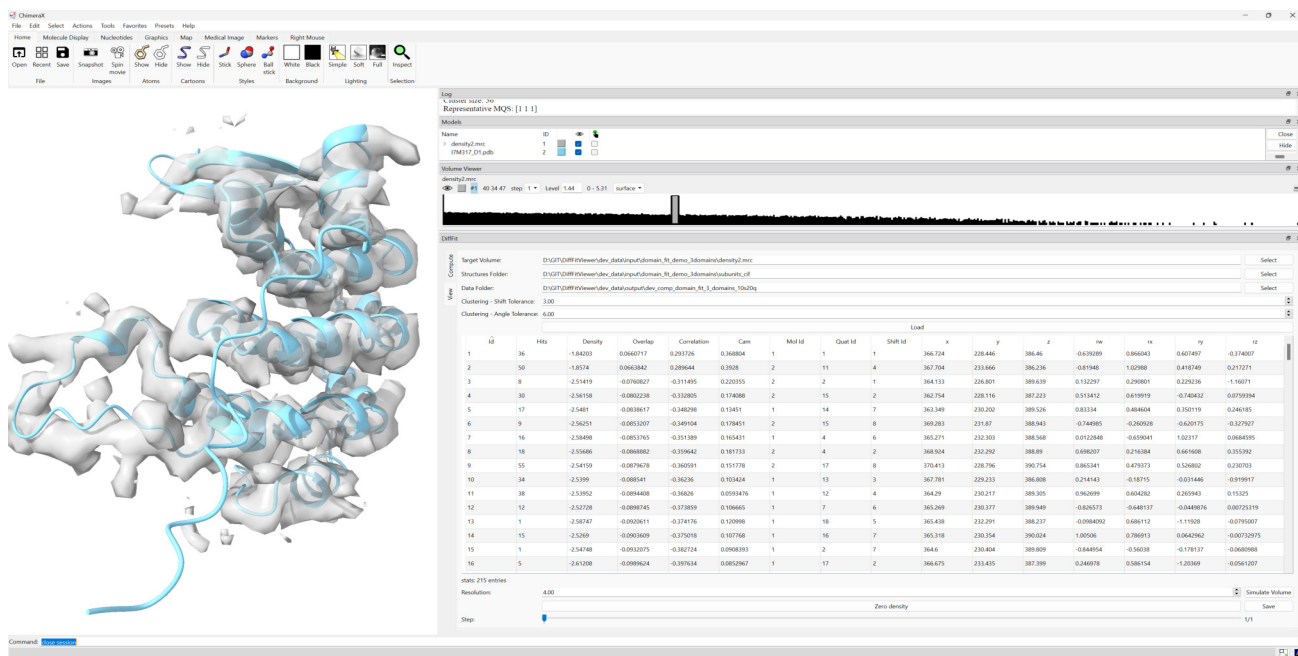 ChimeraX
File Edit Select Actions Tools Favorites Presets Help
Home Molecule Display Nucleotides Graphics Map Medical Image Markers Right Mouse
Open Recent Save Snapshot Spin movie Show Hide Show Hide Stick Sphere Ball stick White Black Simple Soft Full Inspect
File Images Atoms Cartoons Styles Background Lighting Selection
Log
Cluster size: 36
Representative MQS: [1 1 1]
Models
Name ID
density2.mrc 1
I7M317_D1.pdb 2
Close
Hide
Volume Viewer
density2.mrc
#1 40 34 47 step 1 Level 1.44 0 - 5.31 surface
DiffFit
Compute
View
Target Volume: D:\GIT\DiffFitViewer\dev_data\input\domain_fit_demo_3domains\density2.mrc Select
Structures Folder: D:\GIT\DiffFitViewer\dev_data\input\domain_fit_demo_3domains\subunits_cif Select
Data Folder: D:\GIT\DiffFitViewer\dev_data\output\dev_comp_domain_fit_3_domains_10s20q Select
Clustering - Shift Tolerance: 3.00
Clustering - Angle Tolerance: 6.00
Load
Id Hits Density Overlap Correlation Cam Mol Id Quat Id Shift Id x y z rw rx ry rz
1 36 -1.84203 0.0660717 0.293726 0.368804 2 1 1 366.724 228.446 386.46 -0.639289 0.866043 0.607497 -0.374007
2 50 -1.8574 0.0663842 0.289644 0.3928 2 11 4 367.704 233.666 386.236 -0.81948 1.02988 0.418749 0.217271
3 8 -2.51419 -0.0760827 -0.311495 0.220355 2 2 1 364.133 226.801 389.639 0.132297 0.290801 0.229236 -1.16071
4 30 -2.56158 -0.0802238 -0.332805 0.174088 2 15 2 362.754 228.116 387.223 0.513412 0.619919 -0.740432 0.0759394
5 17 -2.5481 -0.0838617 -0.348298 0.13451 1 14 7 363.349 230.202 389.526 0.83334 0.484604 0.350119 0.246185
6 9 -2.56251 -0.0853207 -0.349104 0.178451 2 15 8 369.283 231.87 388.943 -0.744985 -0.260928 -0.620175 -0.327927
7 16 -2.58498 -0.0853765 -0.351389 0.165431 1 4 6 365.271 232.303 388.568 0.0122848 -0.659041 1.02317 0.0684595
8 18 -2.55686 -0.0868882 -0.359642 0.181733 2 4 2 368.924 232.292 388.89 0.698207 0.216384 0.661608 0.355392
9 55 -2.54159 -0.0879678 -0.360591 0.151778 2 17 8 370.413 228.796 390.754 0.865341 0.479373 0.526802 0.230703
10 34 -2.5399 -0.088541 -0.36236 0.103424 1 13 3 367.781 229.233 386.808 0.214143 -0.18715 -0.031446 -0.919917
11 38 -2.53952 -0.0894408 -0.36826 0.0593476 1 12 4 364.29 230.217 389.305 0.962699 0.604282 0.265943 0.15325
12 12 -2.52728 -0.0898745 -0.373859 0.106665 1 7 6 365.269 230.377 389.949 -0.826573 -0.648137 -0.0449876 0.00725319
13 1 -2.58747 -0.0920611 -0.374176 0.120998 1 18 5 365.438 232.291 388.237 -0.0984092 0.686112 -1.11928 -0.0795007
14 15 -2.5269 -0.0903609 -0.375018 0.107768 1 16 7 365.318 230.354 390.024 1.00506 0.786913 0.0642962 -0.00732975
15 1 -2.54748 -0.0932075 -0.382724 0.0908393 1 2 7 364.6 230.404 389.809 -0.844954 -0.56038 -0.178137 -0.0680988
16 5 -2.61208 -0.0989624 -0.397634 0.0852967 1 17 2 366.675 233.435 387.399 0.246978 0.586154 -1.20369 -0.0561207
stats: 215 entries
Resolution: 4.00 Simulate Volume
Zero density Save
Step: 1/1
Command: close session